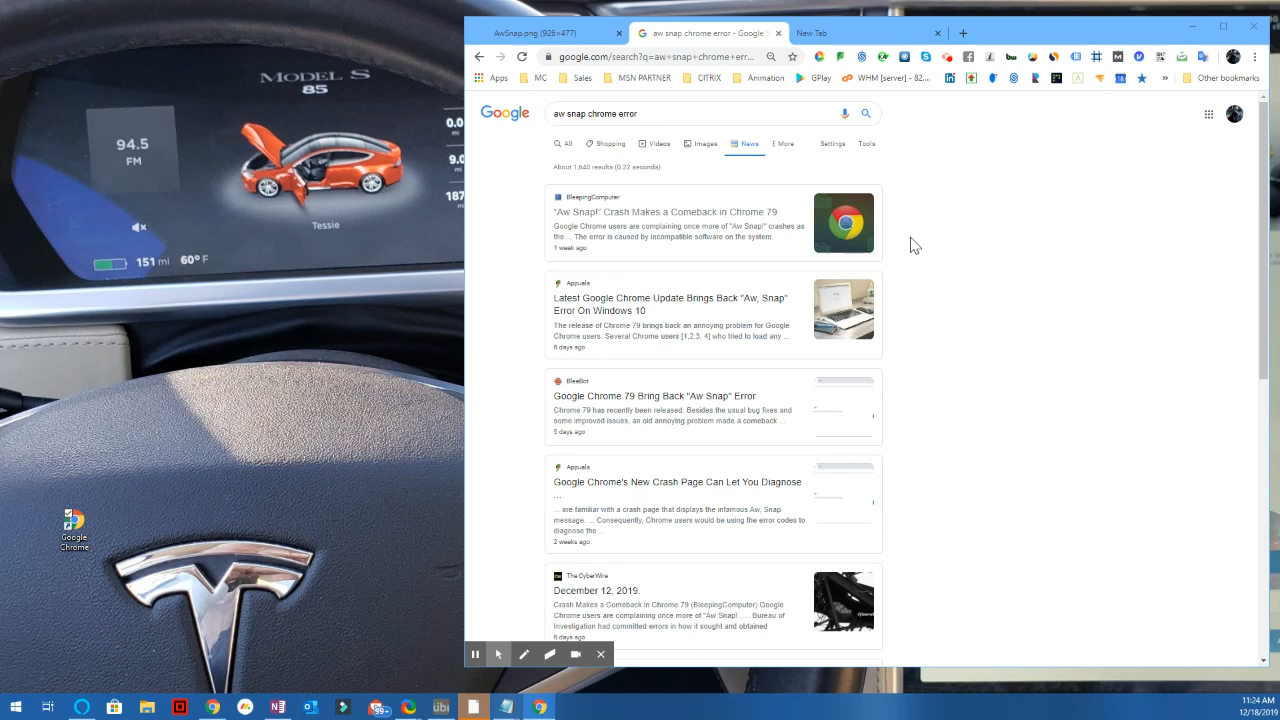 AwSnap.png (926×477)
aw snap chrome error - Google
New Tab
google.com/search?q=aw+snap+chrome+err...
Apps
MC
Sales
MSN PARTNER
CITRIX
Animation
GPlay
WHM [server] - 82....
Other bookmarks
MODEL S
85
94.5
FM
Tessie
151 mi 60°F
0.0
mi
9.0
mi
187
Google
aw snap chrome error
All
Shopping
Videos
Images
News
More
Settings
Tools
About 1,640 results (0.22 seconds)
BleepingComputer
"Aw Snap!" Crash Makes a Comeback in Chrome 79
Google Chrome users are complaining once more of "Aw Snap!" crashes as
the ... The error is caused by incompatible software on the system.
1 week ago
Appuals
Latest Google Chrome Update Brings Back "Aw, Snap"
Error On Windows 10
The release of Chrome 79 brings back an annoying problem for Google
Chrome users. Several Chrome users [1,2,3, 4] who tried to load any ...
6 days ago
BleeBot
Google Chrome 79 Bring Back "Aw Snap" Error
Chrome 79 has recently been released. Besides the usual bug fixes and
some improved issues, an old annoying problem made a comeback ...
5 days ago
Appuals
Google Chrome's New Crash Page Can Let You Diagnose
...
... are familiar with a crash page that displays the infamous Aw, Snap
message. ... Consequently, Chrome users would be using the error codes to
diagnose the...
2 weeks ago
The CyberWire
December 12, 2019.
Crash Makes a Comeback in Chrome 79 (BleepingComputer) Google
Chrome users are complaining once more of "Aw Snap! ..... Bureau of
Investigation had committed errors in how it sought and obtained
6 days ago
Google
Chrome
99+
11:24 AM
12/18/2019